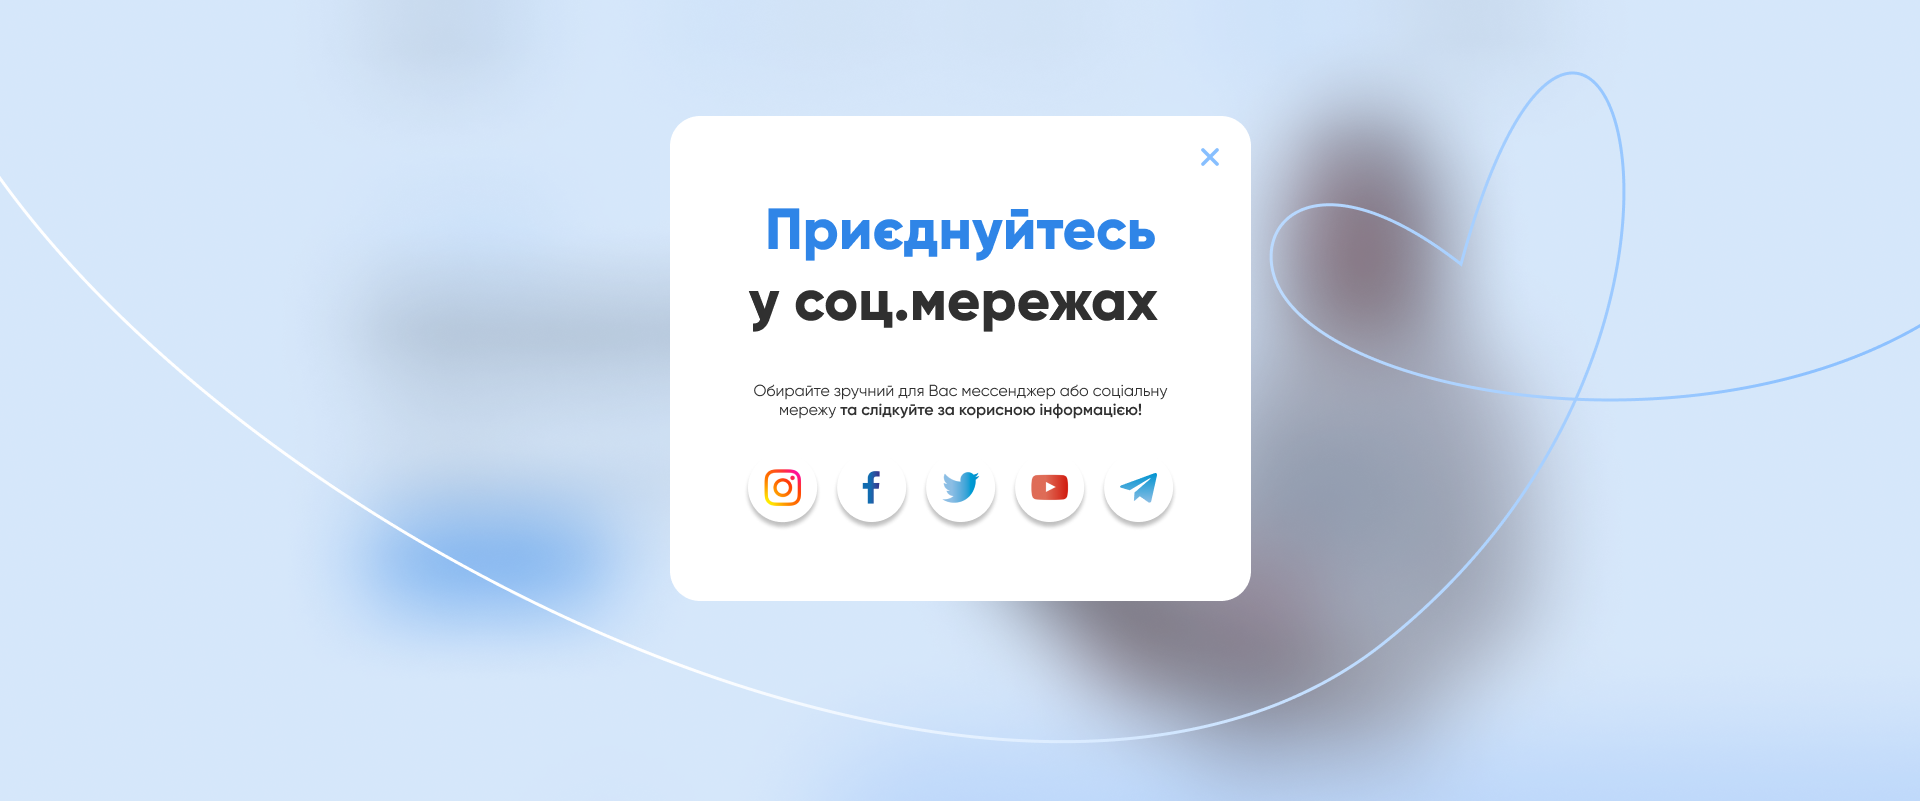 Приєднуйтесь
у соц.мережах
Обирайте зручний для Вас мессенджер або соціальну
мережу та слідкуйте за корисною інформацією!